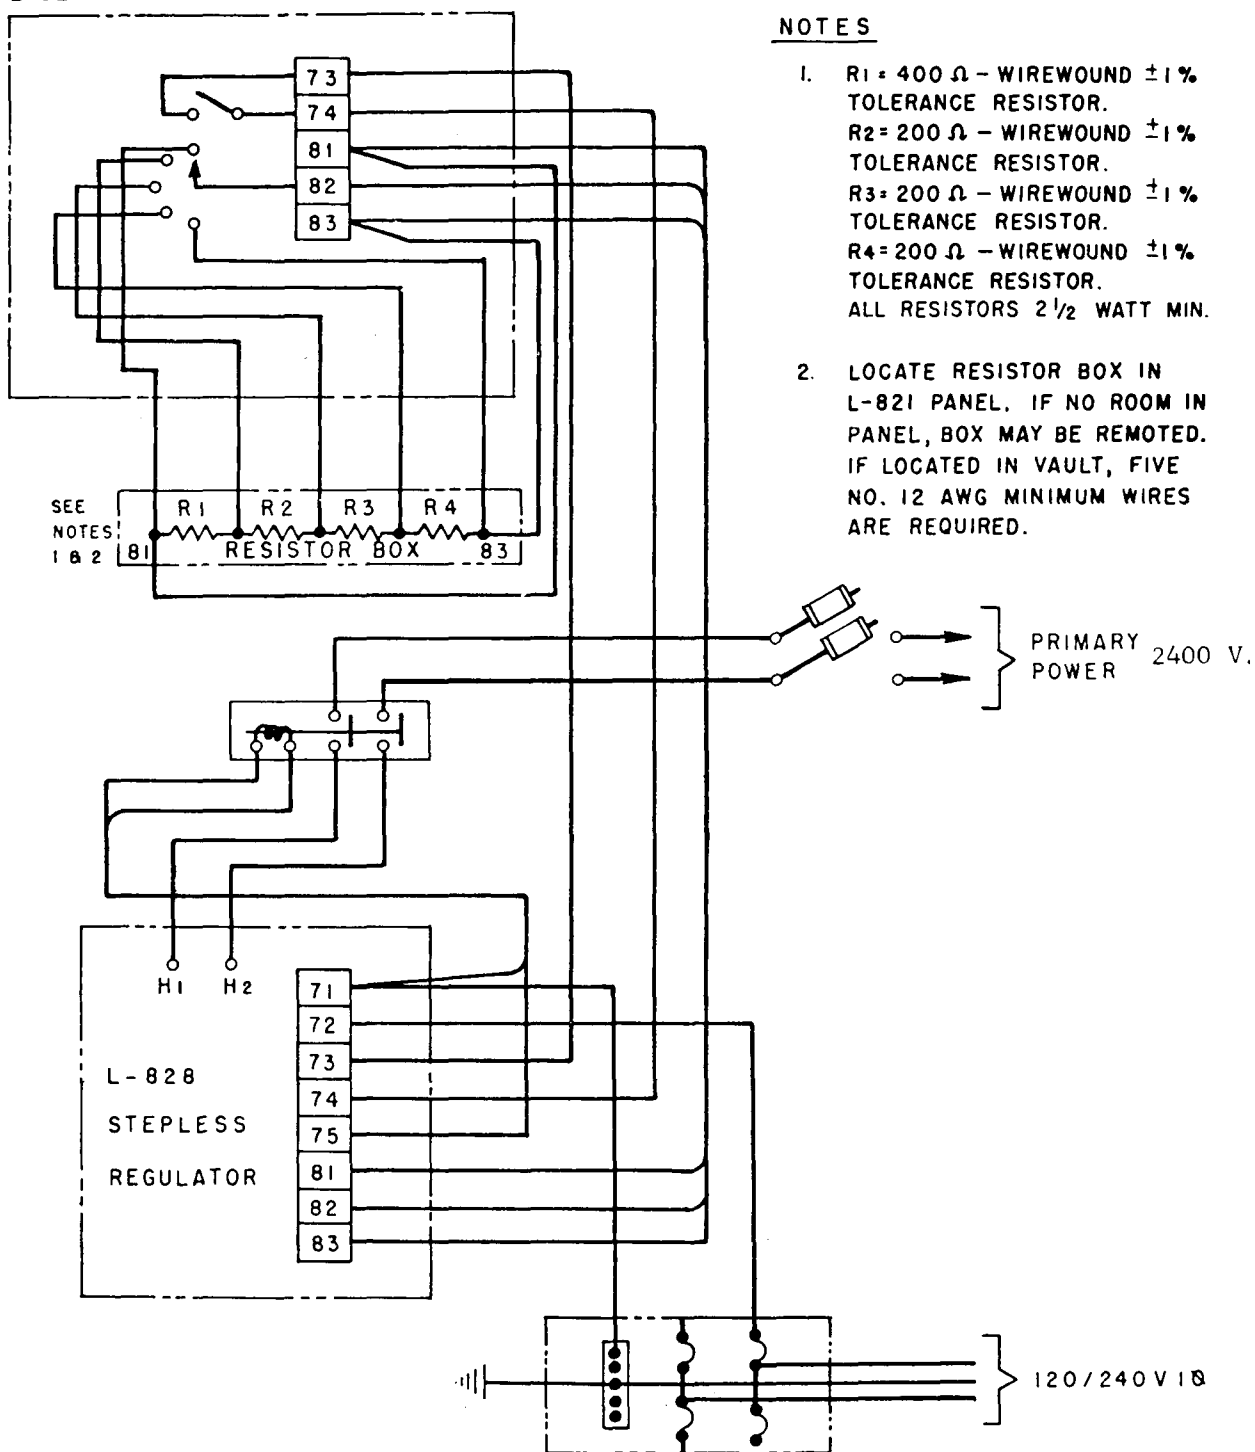 NOTES
1. R1 = 400 Ω - WIREWOUND ±1%
TOLERANCE RESISTOR.
R2 = 200 Ω - WIREWOUND ±1%
TOLERANCE RESISTOR.
R3 = 200 Ω - WIREWOUND ±1%
TOLERANCE RESISTOR.
R4 = 200 Ω - WIREWOUND ±1%
TOLERANCE RESISTOR.
ALL RESISTORS 2 1/2 WATT MIN.
2. LOCATE RESISTOR BOX IN
L-821 PANEL. IF NO ROOM IN
PANEL, BOX MAY BE REMOTED.
IF LOCATED IN VAULT, FIVE
NO. 12 AWG MINIMUM WIRES
ARE REQUIRED.
73
74
81
82
83
SEE
NOTES
1 & 2
R1 R2 R3 R4
81 RESISTOR BOX 83
PRIMARY
POWER
2400 V.
H1 H2
71
72
73
74
75
81
82
83
L-828
STEPLESS
REGULATOR
120/240 V 1Ø